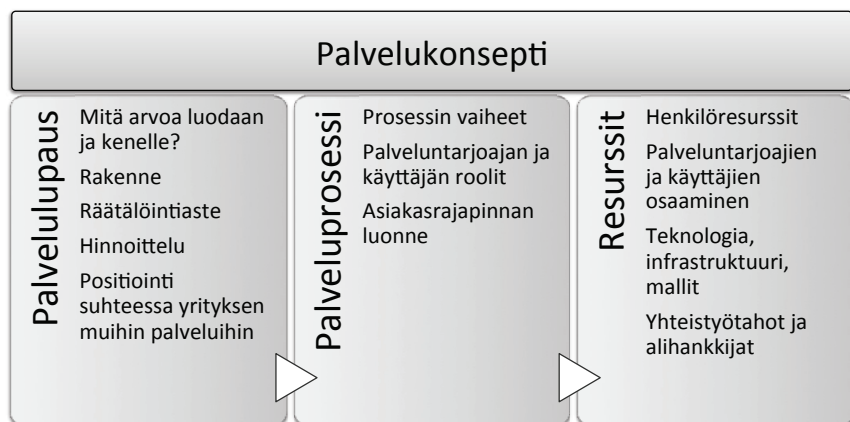 Palvelukonsepti
Palvelulupaus
Mitä arvoa luodaan
ja kenelle?
Rakenne
Räätälöintiaste
Hinnoittelu
Positiointi
suhteessa yrityksen
muihin palveluihin
Palveluprosessi
Prosessin vaiheet
Palveluntarjoajan ja
käyttäjän roolit
Asiakasrajapinnan
luonne
Resurssit
Henkilöresurssit
Palveluntarjoajien
ja käyttäjien
osaaminen
Teknologia,
infrastruktuuri,
mallit
Yhteistyötahot ja
alihankkijat